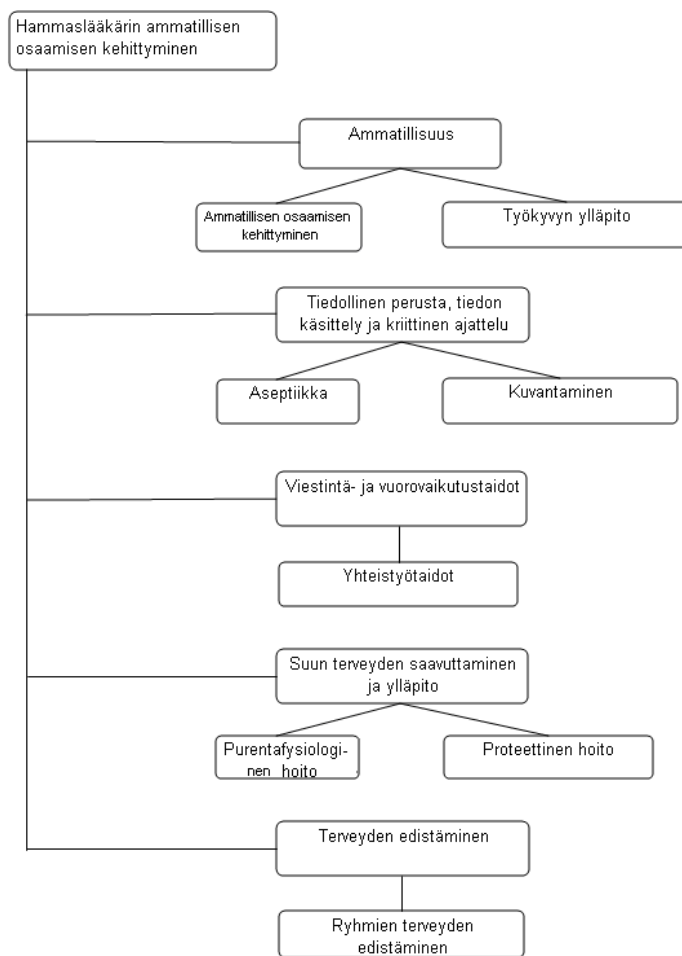 Hammaslääkärin ammatillisen
osaamisen kehittyminen
Ammatillisuus
Ammatillisen osaamisen
kehittyminen
Työkyvyn ylläpito
Tiedollinen perusta, tiedon
käsittely ja kriittinen ajattelu
Aseptiikka
Kuvantaminen
Viestintä- ja vuorovaikutustaidot
Yhteistyötaidot
Suun terveyden saavuttaminen
ja ylläpito
Purentafysiologi-
nen hoito
Proteettinen hoito
Terveyden edistäminen
Ryhmien terveyden
edistäminen